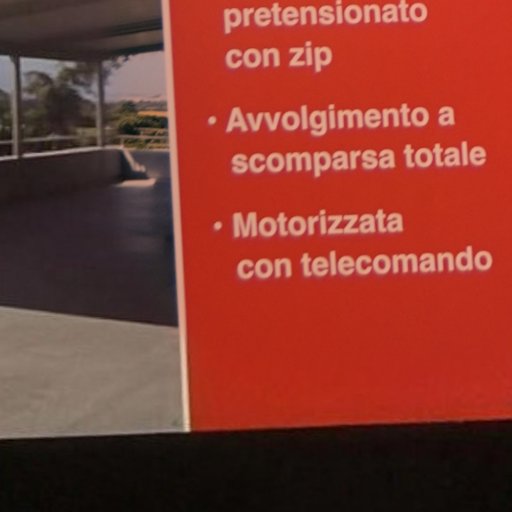 pretensionato
con zip
• Avvolgimento a
scomparsa totale
• Motorizzata
con telecomando